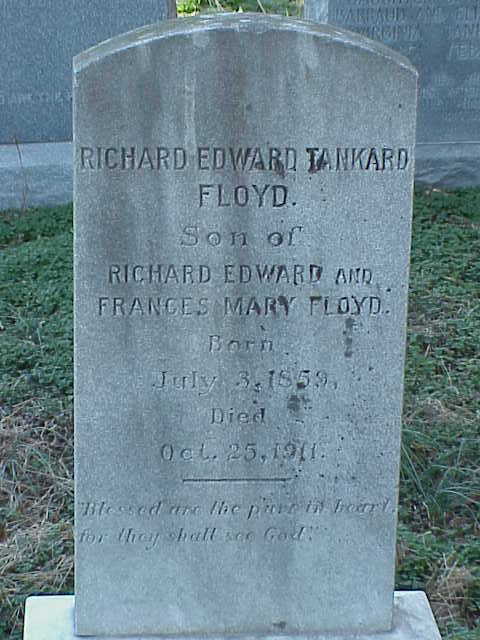 RICHARD EDWARD TANKARD
FLOYD.
Son of
RICHARD EDWARD AND
FRANCES MARY FLOYD.
Born
July 3, 1859,
Died
Oct. 25, 1911.
"Blessed are the pure in heart,
for they shall see God."